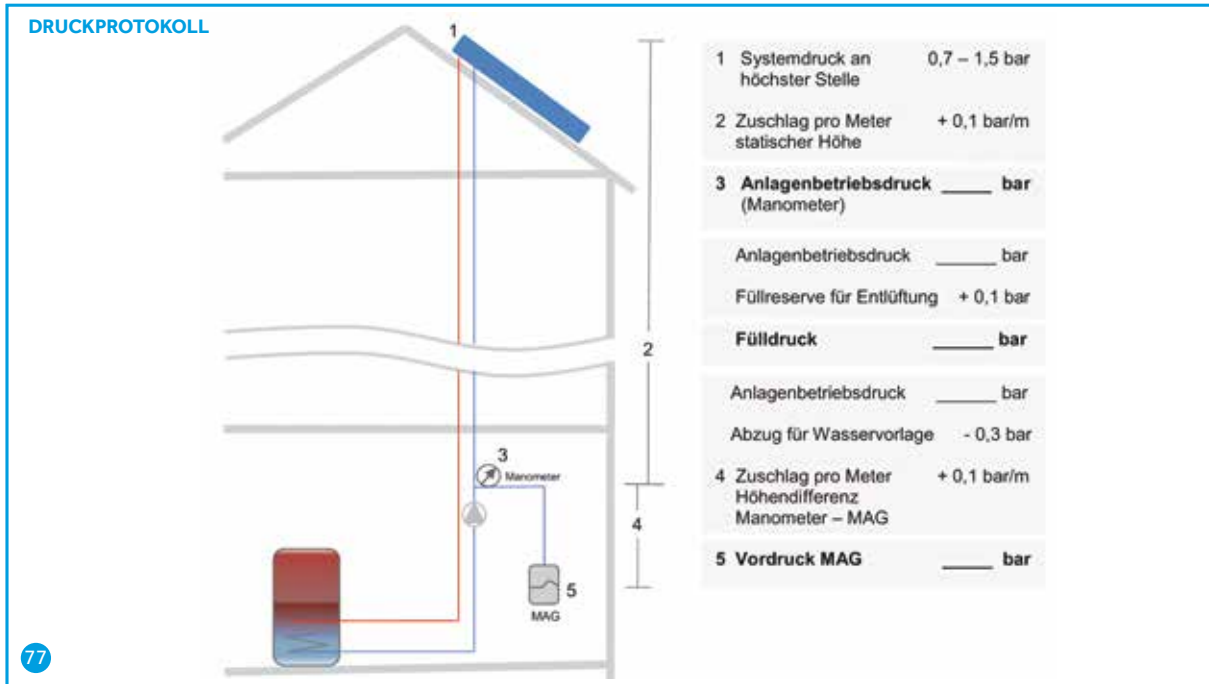 DRUCKPROTOKOLL
1
2
3
Manometer
4
5
MAG
1 Systemdruck an 0,7 – 1,5 bar
höchster Stelle
2 Zuschlag pro Meter + 0,1 bar/m
statischer Höhe
3 Anlagenbetriebsdruck _____ bar
(Manometer)
Anlagenbetriebsdruck ______ bar
Füllreserve für Entlüftung + 0,1 bar
Fülldruck ______ bar
Anlagenbetriebsdruck ______ bar
Abzug für Wasservorlage - 0,3 bar
4 Zuschlag pro Meter + 0,1 bar/m
Höhendifferenz
Manometer – MAG
5 Vordruck MAG _____ bar
77